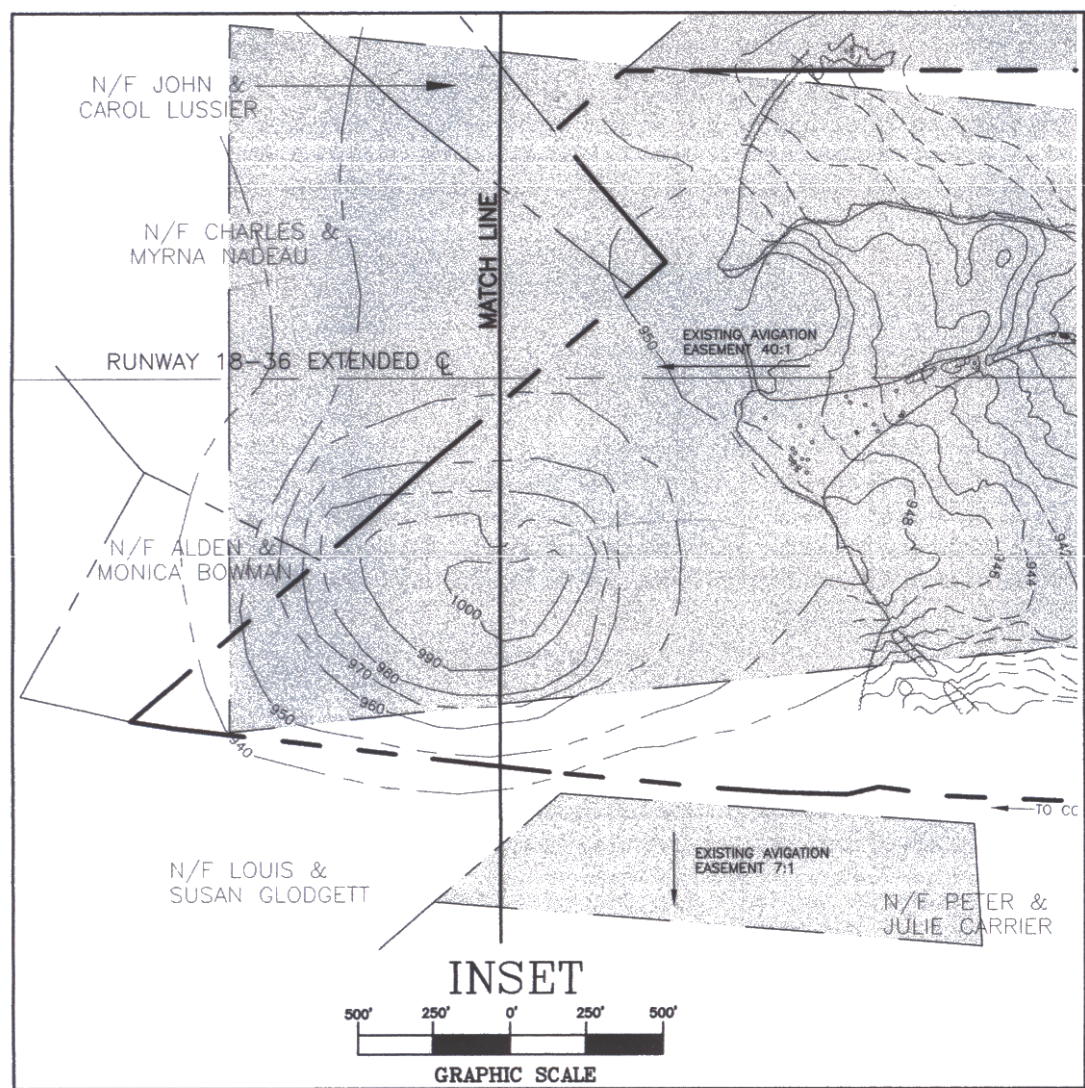 N/F JOHN &
CAROL LUSSIER
N/F CHARLES &
MYRNA NADEAU
MATCH LINE
RUNWAY 18-36 EXTENDED ℄
950
EXISTING AVIGATION
EASEMENT 40:1
N/F ALDEN &
MONICA BOWMAN
1000
990
980
970
960
950
940
948
946
944
N/F LOUIS &
SUSAN GLODGETT
EXISTING AVIGATION
EASEMENT 7:1
N/F PETER &
JULIE CARRIER
TO CC
INSET
500' 250' 0' 250' 500'
GRAPHIC SCALE